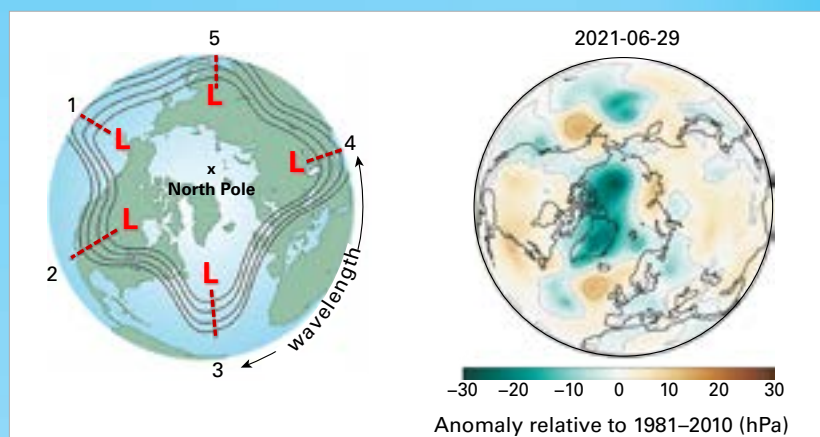 5
1
L
L
4
L
x
North Pole
L
2
L
wavelength
3
2021-06-29
−30 −20 −10 0 10 20 30
Anomaly relative to 1981–2010 (hPa)